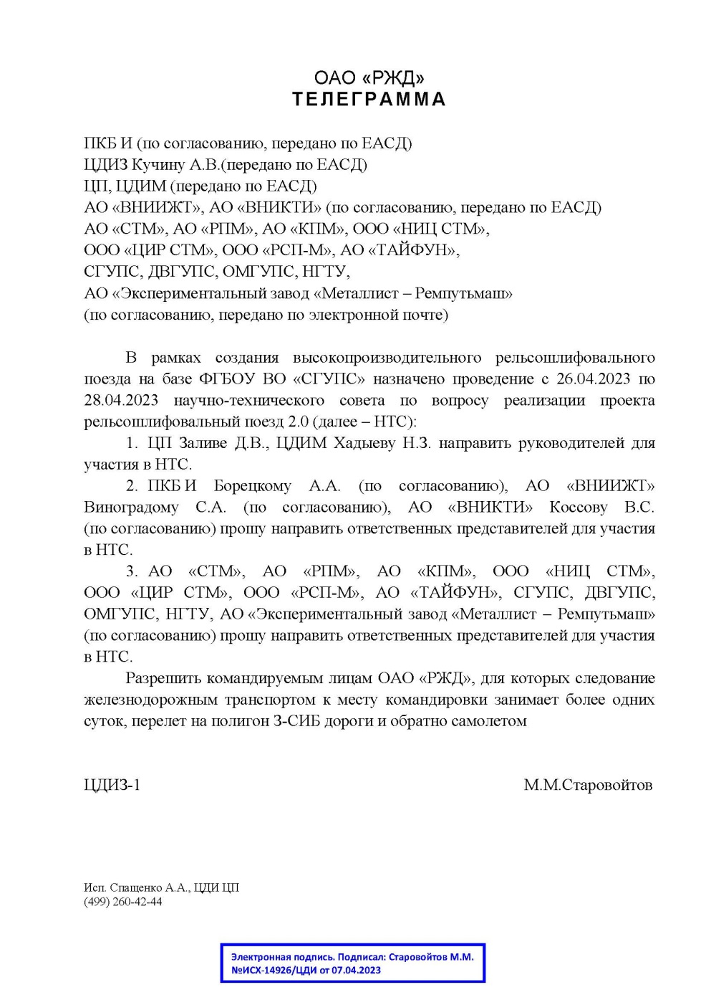 ОАО «РЖД»
ТЕЛЕГРАММА
ПКБ И (по согласованию, передано по ЕАСД)
ЦДИЗ Кучину А.В.(передано по ЕАСД)
ЦП, ЦДИМ (передано по ЕАСД)
АО «ВНИИЖТ», АО «ВНИКТИ» (по согласованию, передано по ЕАСД)
АО «СТМ», АО «РПМ», АО «КПМ», ООО «НИЦ СТМ»,
ООО «ЦИР СТМ», ООО «РСП-М», АО «ТАЙФУН»,
СГУПС, ДВГУПС, ОМГУПС, НГТУ,
АО «Экспериментальный завод «Металлист – Ремпутьмаш»
(по согласованию, передано по электронной почте)
В рамках создания высокопроизводительного рельсошлифовального
поезда на базе ФГБОУ ВО «СГУПС» назначено проведение с 26.04.2023 по
28.04.2023 научно-технического совета по вопросу реализации проекта
рельсошлифовальный поезд 2.0 (далее – НТС):
1. ЦП Заливе Д.В., ЦДИМ Хадыеву Н.З. направить руководителей для
участия в НТС.
2. ПКБ И Борецкому А.А. (по согласованию), АО «ВНИИЖТ»
Виноградому С.А. (по согласованию), АО «ВНИКТИ» Коссову В.С.
(по согласованию) прошу направить ответственных представителей для участия
в НТС.
3. АО «СТМ», АО «РПМ», АО «КПМ», ООО «НИЦ СТМ»,
ООО «ЦИР СТМ», ООО «РСП-М», АО «ТАЙФУН», СГУПС, ДВГУПС,
ОМГУПС, НГТУ, АО «Экспериментальный завод «Металлист – Ремпутьмаш»
(по согласованию) прошу направить ответственных представителей для участия
в НТС.
Разрешить командируемым лицам ОАО «РЖД», для которых следование
железнодорожным транспортом к месту командировки занимает более одних
суток, перелет на полигон З-СИБ дороги и обратно самолетом
ЦДИЗ-1 М.М.Старовойтов
Исп. Спащенко А.А., ЦДИ ЦП
(499) 260-42-44
Электронная подпись. Подписал: Старовойтов М.М.
№ИСХ-14926/ЦДИ от 07.04.2023